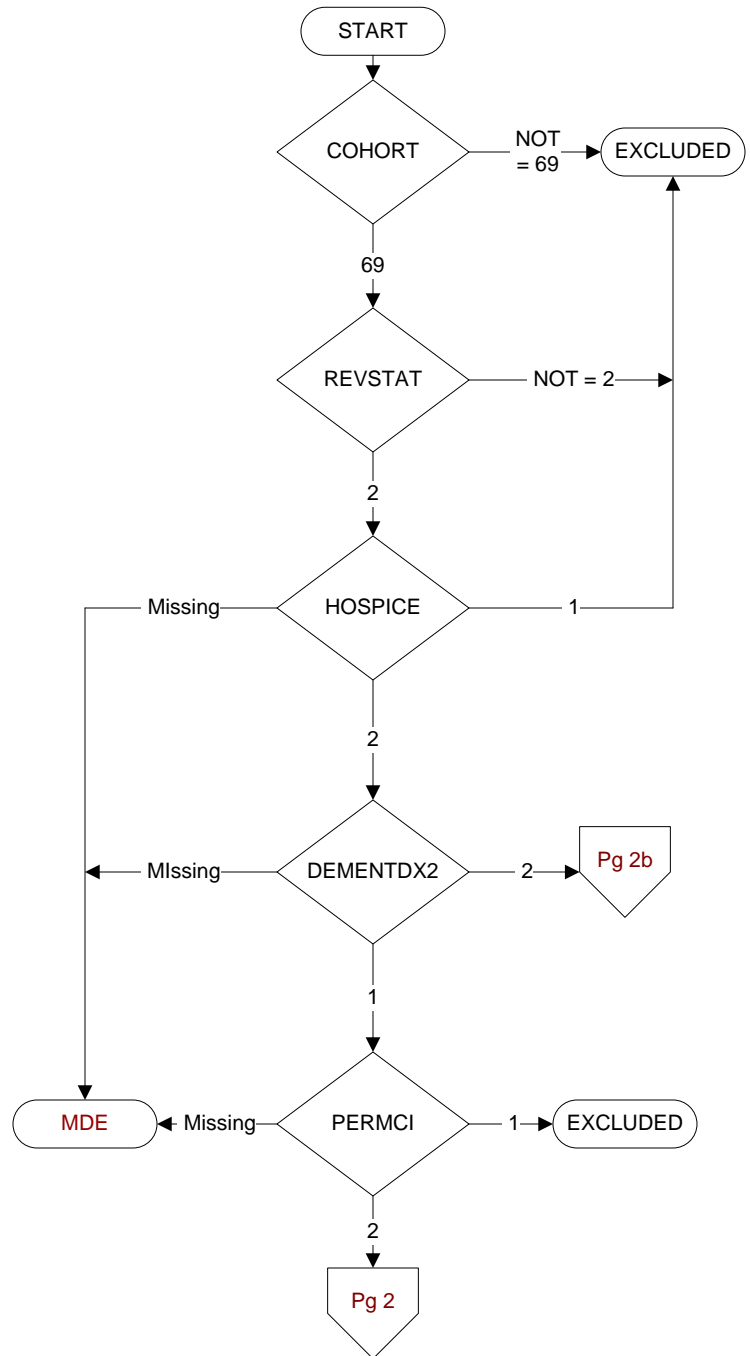 START
COHORT
NOT
= 69
EXCLUDED
69
REVSTAT
NOT = 2
2
Missing
HOSPICE
1
2
MIssing
DEMENTDX2
2
Pg 2b
1
MDE
Missing
PERMCI
1
EXCLUDED
2
Pg 2